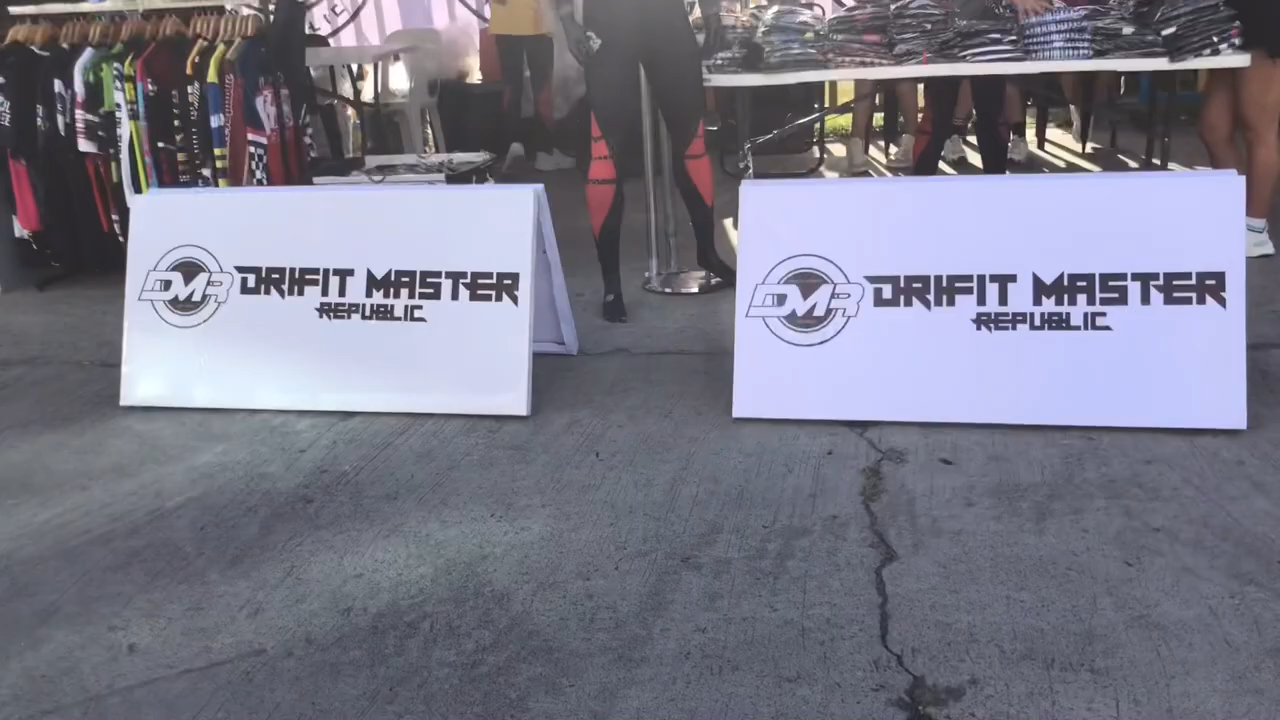 DMR
DRIFIT MASTER
REPUBLIC
DMR
DRIFIT MASTER
REPUBLIC